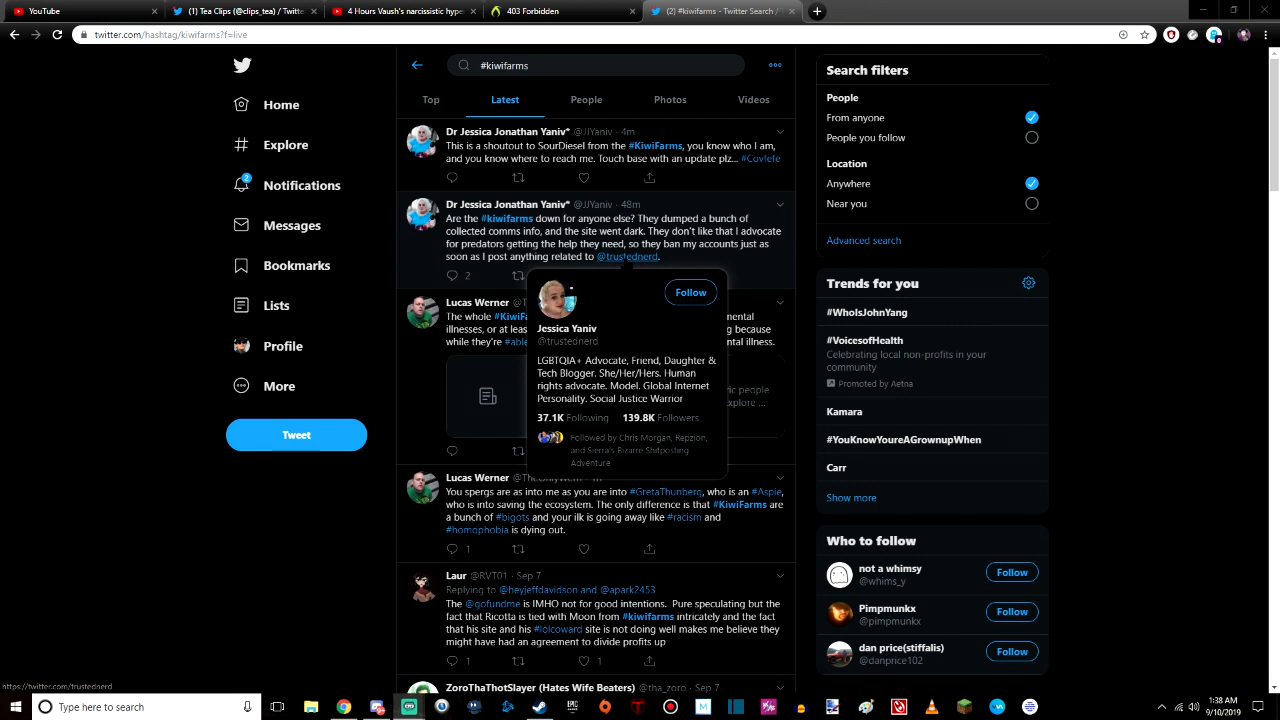 YouTube
(1) Tea Clips (@clips_tea) / Twitte
4 Hours Vaush's narcissistic hype
403 Forbidden
(2) #kiwifarms - Twitter Search /
twitter.com/hashtag/kiwifarms?f=live
#kiwifarms
Top Latest People Photos Videos
Home
Explore
2
Notifications
Messages
Bookmarks
Lists
Profile
More
Tweet
Dr Jessica Jonathan Yaniv* @JJYaniv · 4m
This is a shoutout to SourDiesel from the #KiwiFarms, you know who I am,
and you know where to reach me. Touch base with an update plz... #Covfefe
Dr Jessica Jonathan Yaniv* @JJYaniv · 48m
Are the #kiwifarms down for anyone else? They dumped a bunch of
collected comms info, and the site went dark. They don't like that I advocate
for predators getting the help they need, so they ban my accounts just as
soon as I post anything related to @trustednerd.
2
Lucas Werner
The whole #KiwiF
mental
illnesses, or at leas
g because
while they're #able
ntal illness.
ric people
xplore ...
Follow
Jessica Yaniv
@trustednerd
LGBTQIA+ Advocate, Friend, Daughter &
Tech Blogger. She/Her/Hers. Human
rights advocate. Model. Global Internet
Personality. Social Justice Warrior
37.1K Following 139.8K Followers
Followed by Chris Morgan, Repzion,
and Sierra's Bizarre Shitposting
Adventure
Lucas Werner
You spergs are as into me as you are into #GretaThunberg, who is an #Aspie,
who is into saving the ecosystem. The only difference is that #KiwiFarms are
a bunch of #bigots and your ilk is going away like #racism and
#homophobia is dying out.
1
Laur @RVT01 · Sep 7
Replying to @heyjeffdavidson and @apark2453
The @gofundme is IMHO not for good intentions. Pure speculating but the
fact that Ricotta is tied with Moon from #kiwifarms intricately and the fact
that his site and his #lolcoward site is not doing well makes me believe they
might have had an agreement to divide profits up
1 1
ZoroThaThotSlayer (Hates Wife Beaters) @tha_zoro · Sep 7
Search filters
People
From anyone
People you follow
Location
Anywhere
Near you
Advanced search
Trends for you
#WhoIsJohnYang
#VoicesofHealth
Celebrating local non-profits in your
community
Promoted by Aetna
Kamara
#YouKnowYoureAGrownupWhen
Carr
Show more
Who to follow
not a whimsy
@whims_y
Follow
Pimpmunkx
@pimpmunkx
Follow
dan price(stiffalis)
@danprice102
Follow
https://twitter.com/trustednerd
Type here to search
EPIC
1:38 AM
9/10/2019